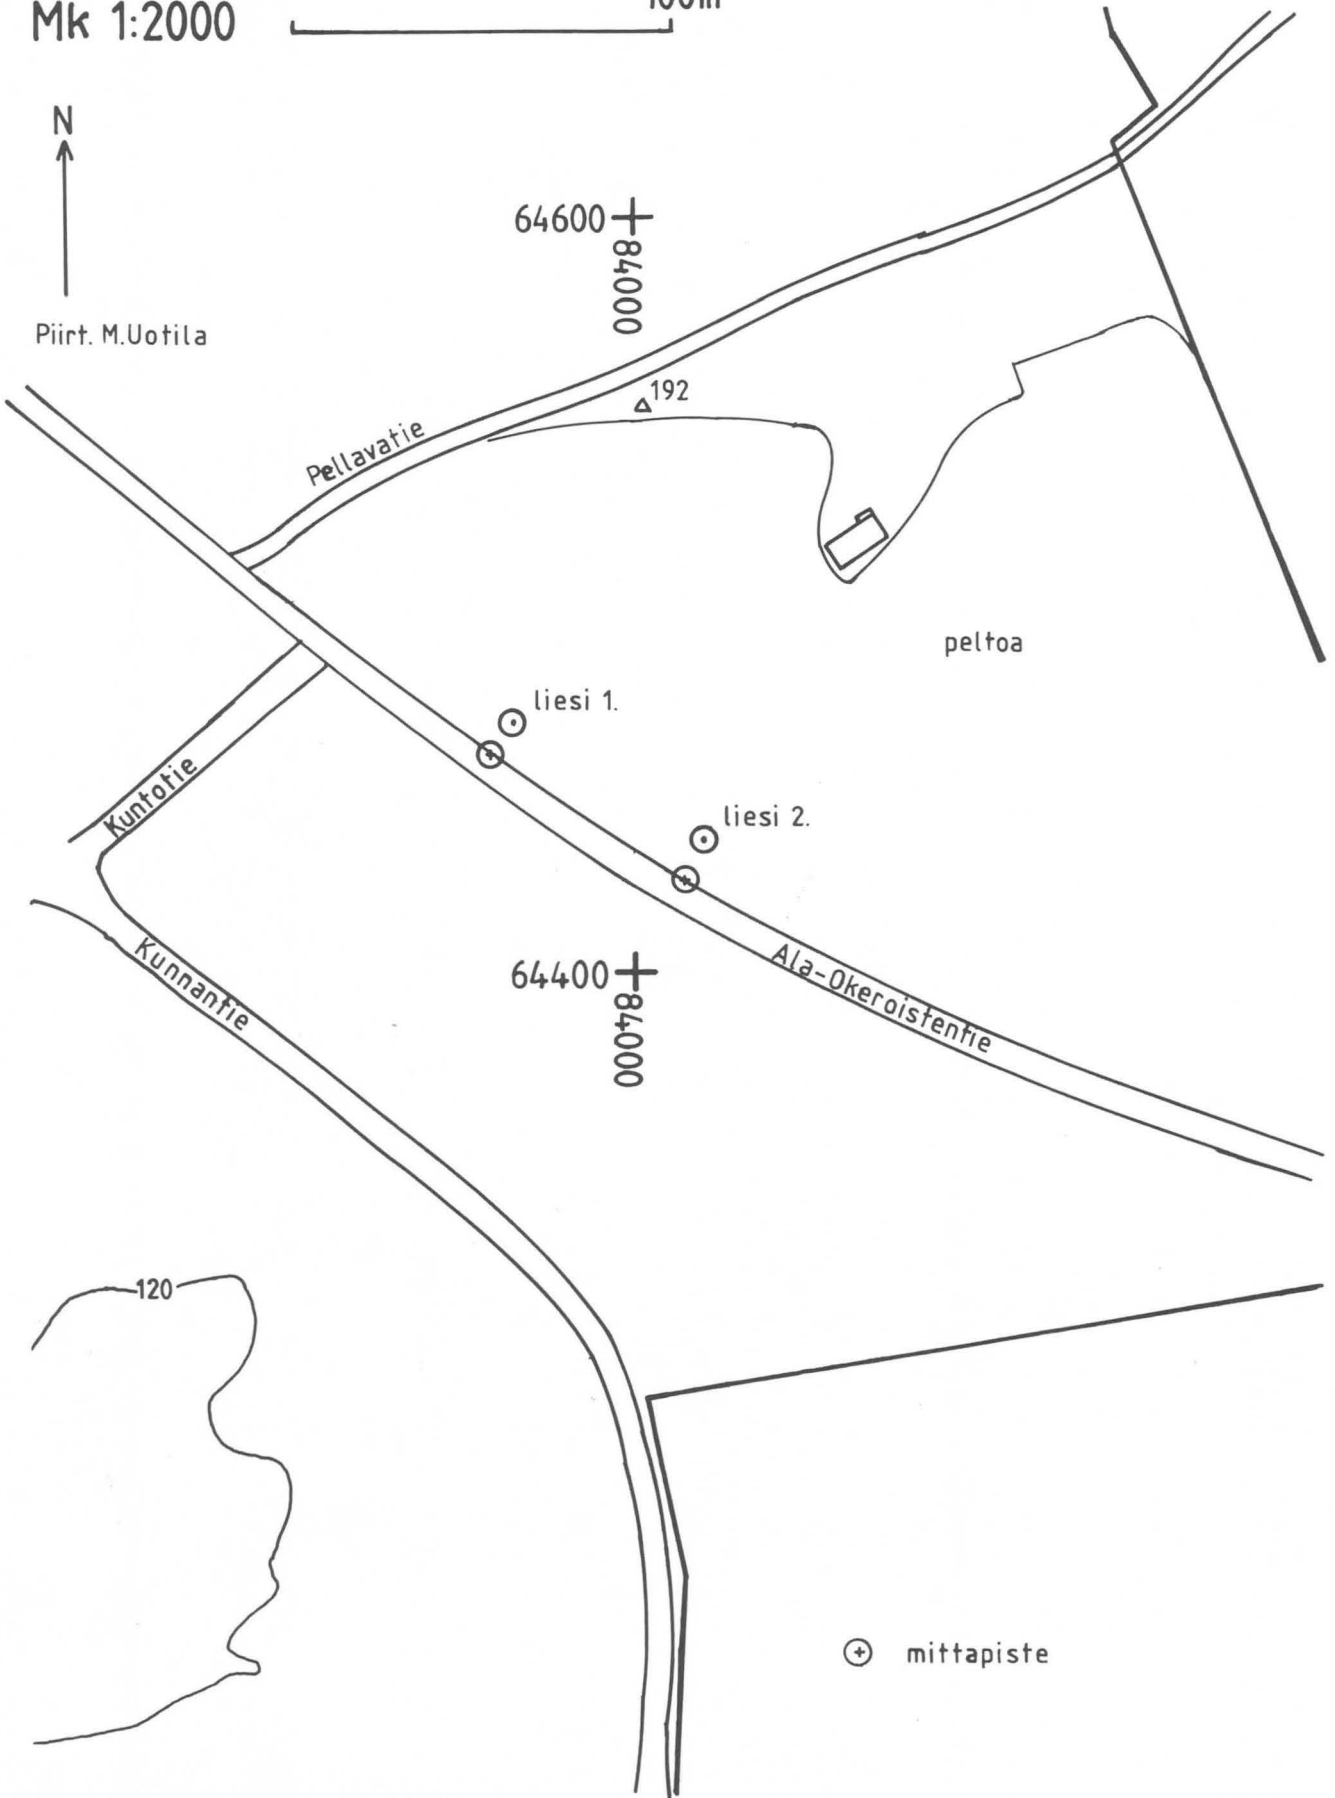 Mk 1:2000
100m
N
64600
84000
Piirt. M.Uotila
192
Pellavatie
peltoa
liesi 1.
Kuntotie
liesi 2.
Kunnantie
64400
84000
Ala-Okeroistentie
120
mittapiste